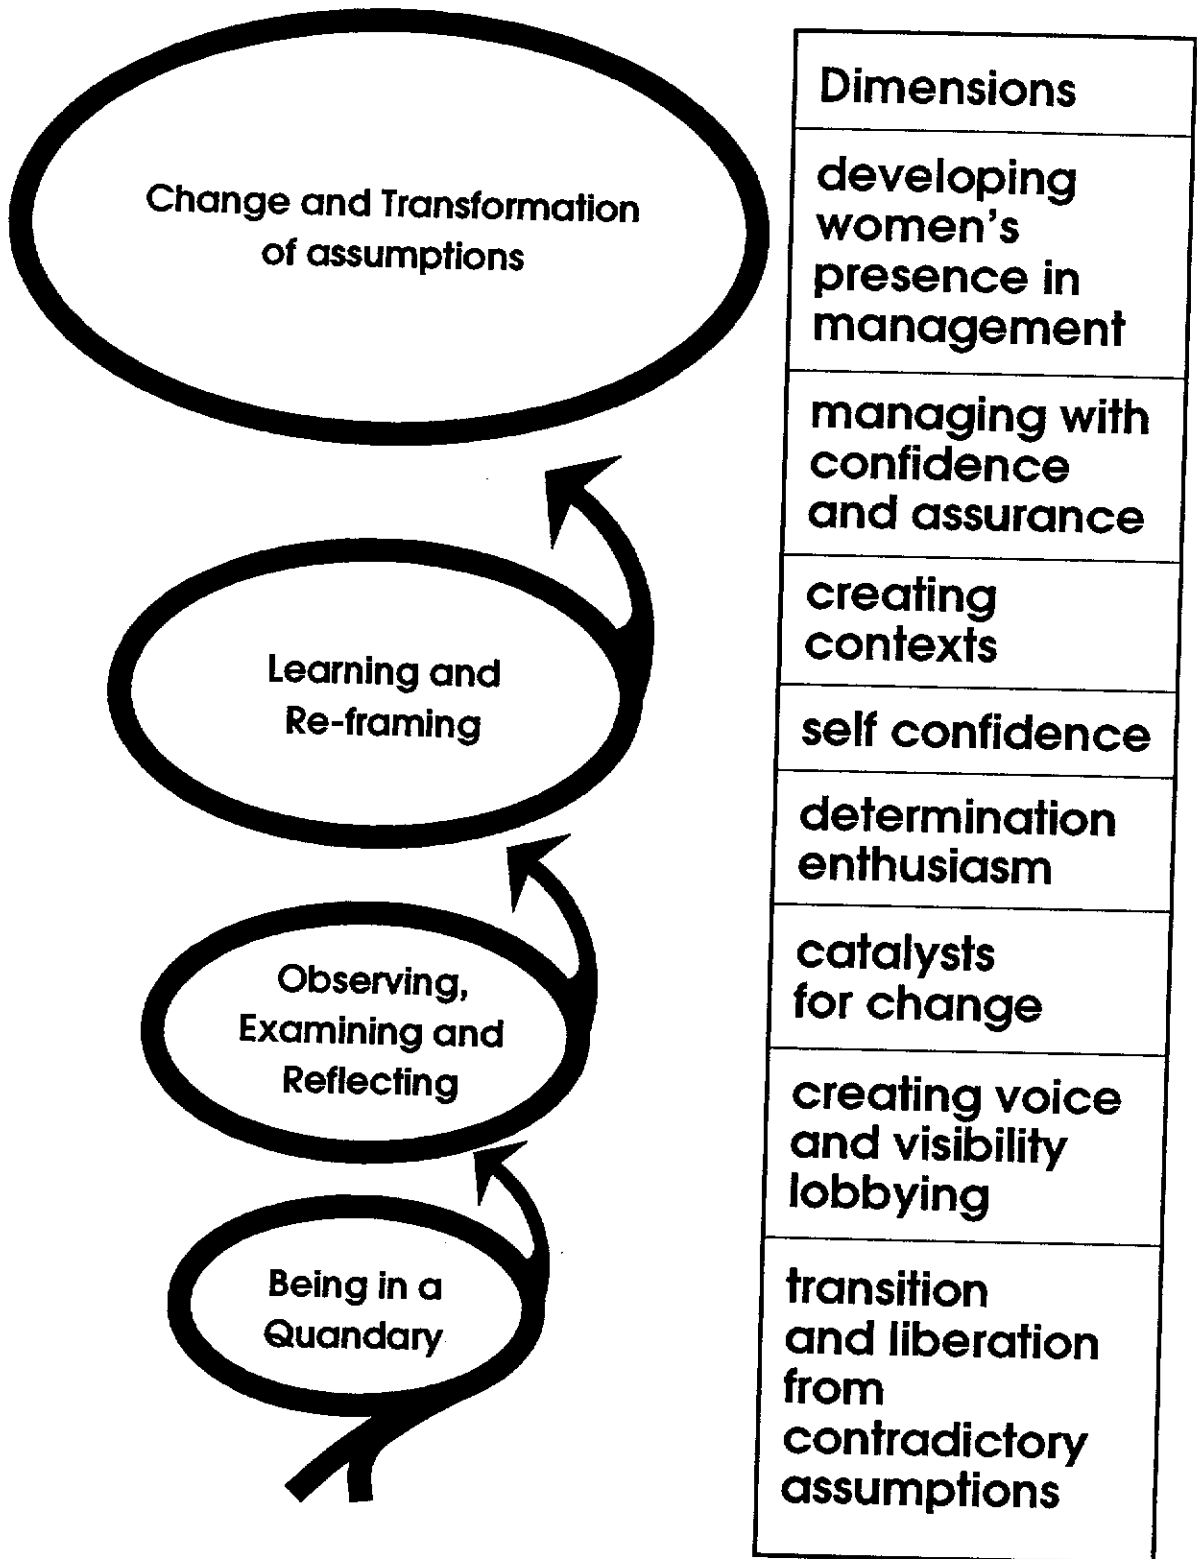 Change and Transformation
of assumptions
Learning and
Re-framing
Observing,
Examining and
Reflecting
Being in a
Quandary
Dimensions
developing
women's
presence in
management
managing with
confidence
and assurance
creating
contexts
self confidence
determination
enthusiasm
catalysts
for change
creating voice
and visibility
lobbying
transition
and liberation
from
contradictory
assumptions